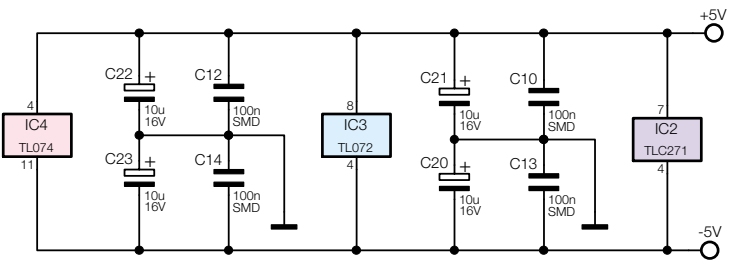 +5V
C22
+
10u
16V
C12
100n
SMD
C21
+
10u
16V
C10
100n
SMD
4
IC4
TL074
11
8
IC3
TL072
4
7
IC2
TLC271
4
C23
+
10u
16V
C14
100n
SMD
C20
+
10u
16V
C13
100n
SMD
-5V